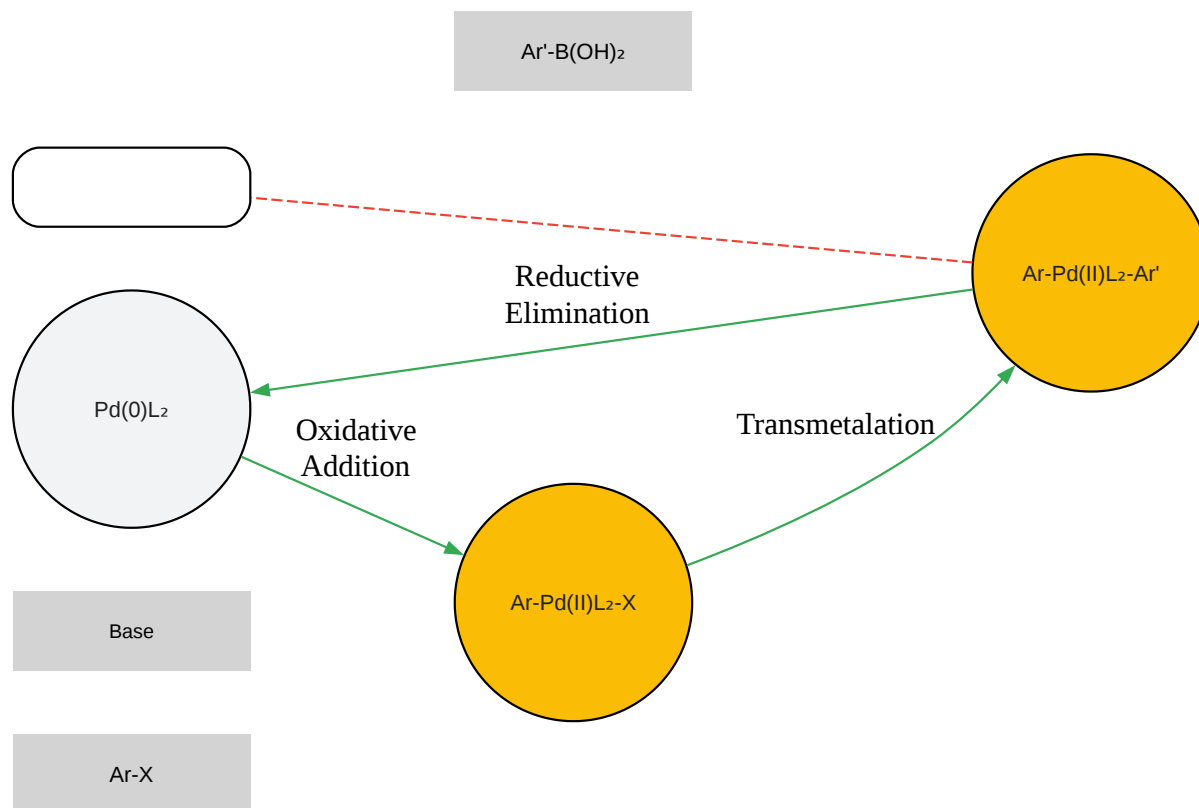 Ar'-B(OH)₂
Ar-Pd(II)L₂-Ar'
Reductive
Elimination
Pd(0)L₂
Oxidative
Addition
Transmetalation
Ar-Pd(II)L₂-X
Base
Ar-X